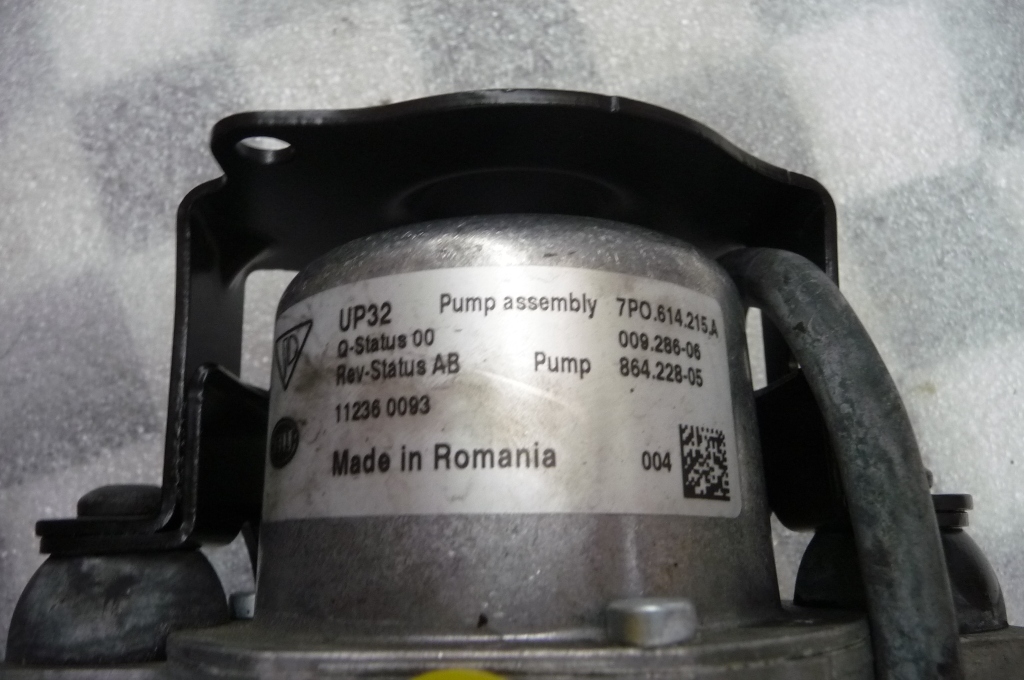 UP32 Pump assembly 7PO.614.215.A
Q-Status 00 009.286-06
Rev-Status AB Pump 864.228-05
11236 0093
Made in Romania 004